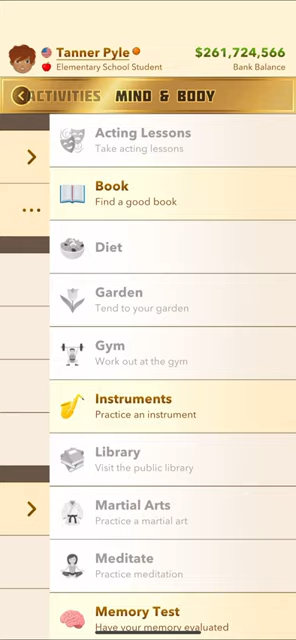 Tanner Pyle
$261,724,566
Elementary School Student
Bank Balance
ACTIVITIES MIND & BODY
Acting Lessons
Take acting lessons
Book
Find a good book
Diet
Garden
Tend to your garden
Gym
Work out at the gym
Instruments
Practice an instrument
Library
Visit the public library
Martial Arts
Practice a martial art
Meditate
Practice meditation
Memory Test
Have your memory evaluated